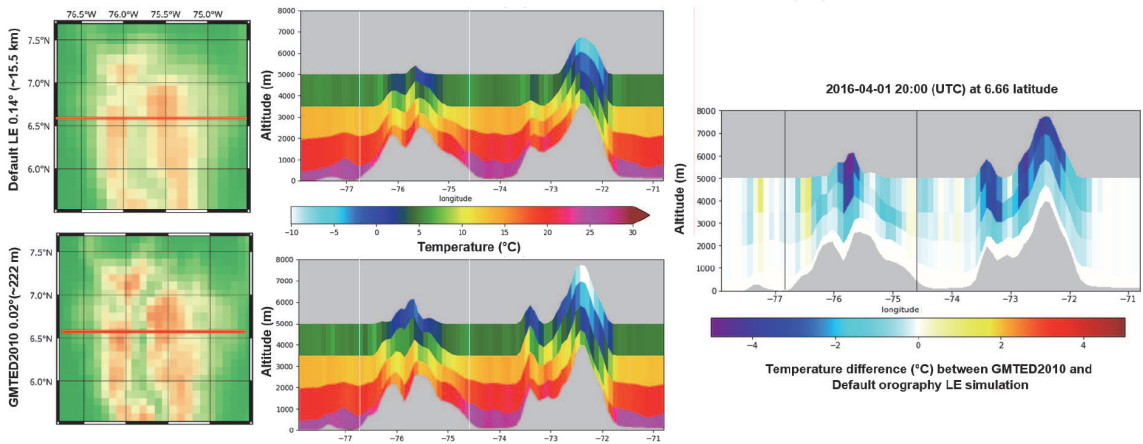 76.5°W 76.0°W 75.5°W 75.0°W
Default LE 0.14° (~15.5 km)
7.5°N
7.0°N
6.5°N
6.0°N
GMTED2010 0.02°(~222 m)
7.5°N
7.0°N
6.5°N
6.0°N
Altitude (m)
8000
7000
6000
5000
4000
3000
2000
1000
0
−77 −76 −75 −74 −73 −72 −71
longitude
−10 −5 0 5 10 15 20 25 30
Temperature (°C)
Altitude (m)
8000
7000
6000
5000
4000
3000
2000
1000
0
−77 −76 −75 −74 −73 −72 −71
longitude
2016-04-01 20:00 (UTC) at 6.66 latitude
Altitude (m)
8000
7000
6000
5000
4000
3000
2000
1000
0
−77 −76 −75 −74 −73 −72 −71
longitude
−4 −2 0 2 4
Temperature difference (°C) between GMTED2010 and
Default orography LE simulation